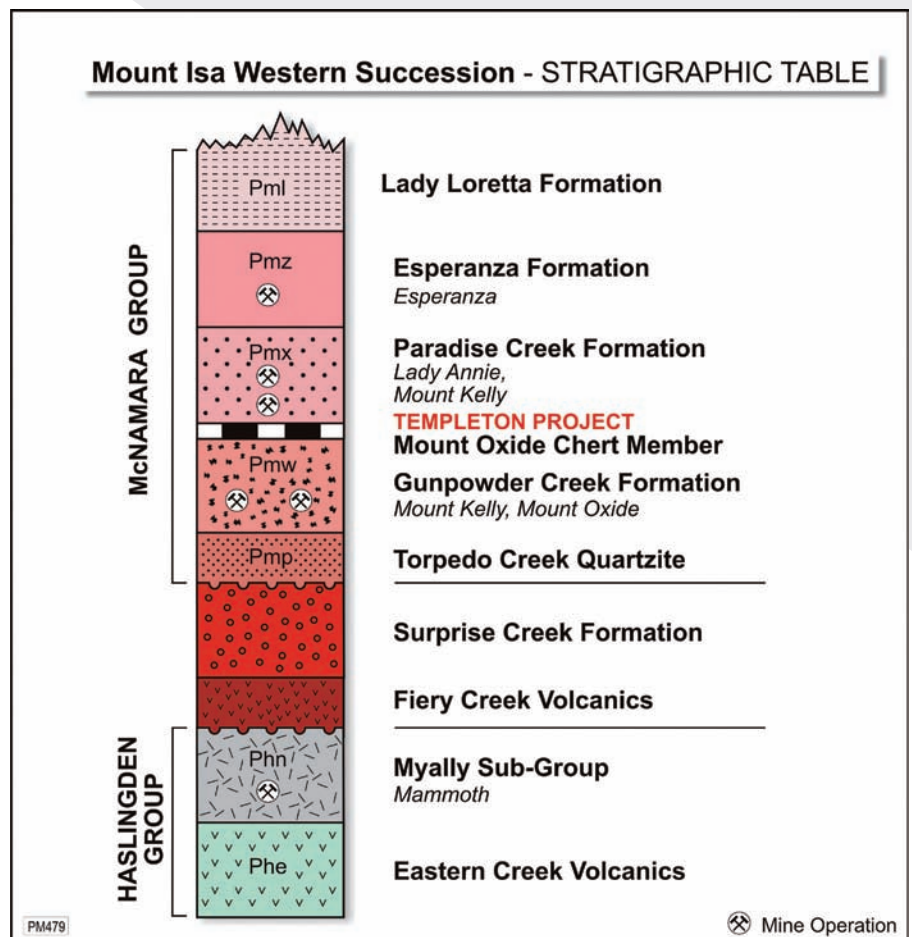 Mount Isa Western Succession - STRATIGRAPHIC TABLE
McNAMARA GROUP
Pml
Lady Loretta Formation
Pmz
Esperanza Formation
Esperanza
Pmx
Paradise Creek Formation
Lady Annie,
Mount Kelly
TEMPLETON PROJECT
Mount Oxide Chert Member
Pmw
Gunpowder Creek Formation
Mount Kelly, Mount Oxide
Pmp
Torpedo Creek Quartzite
Surprise Creek Formation
Fiery Creek Volcanics
HASLINGDEN
GROUP
Phn
Myally Sub-Group
Mammoth
Phe
Eastern Creek Volcanics
PM479
Mine Operation